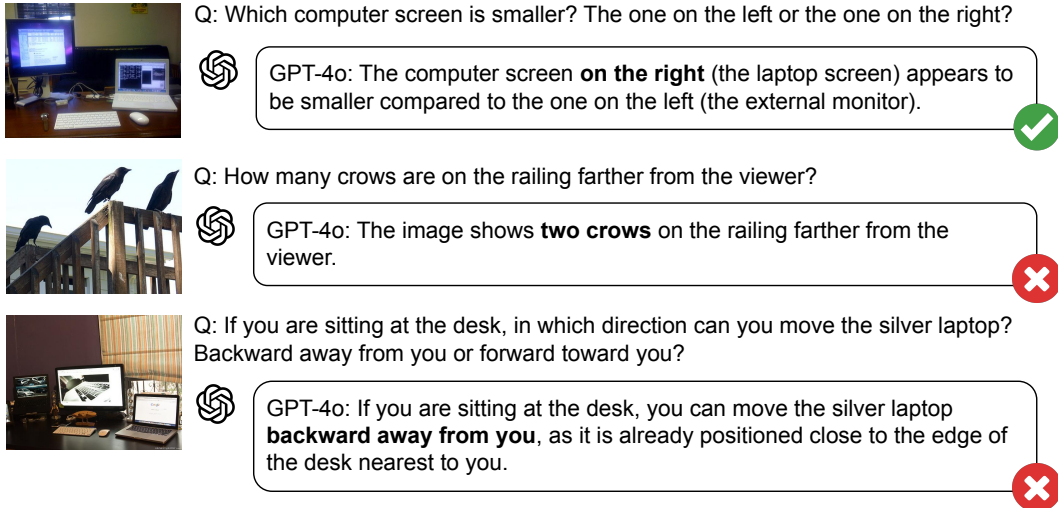 Q: Which computer screen is smaller? The one on the left or the one on the right?
GPT-4o: The computer screen on the right (the laptop screen) appears to
be smaller compared to the one on the left (the external monitor).
Q: How many crows are on the railing farther from the viewer?
GPT-4o: The image shows two crows on the railing farther from the
viewer.
Q: If you are sitting at the desk, in which direction can you move the silver laptop?
Backward away from you or forward toward you?
GPT-4o: If you are sitting at the desk, you can move the silver laptop
backward away from you, as it is already positioned close to the edge of
the desk nearest to you.